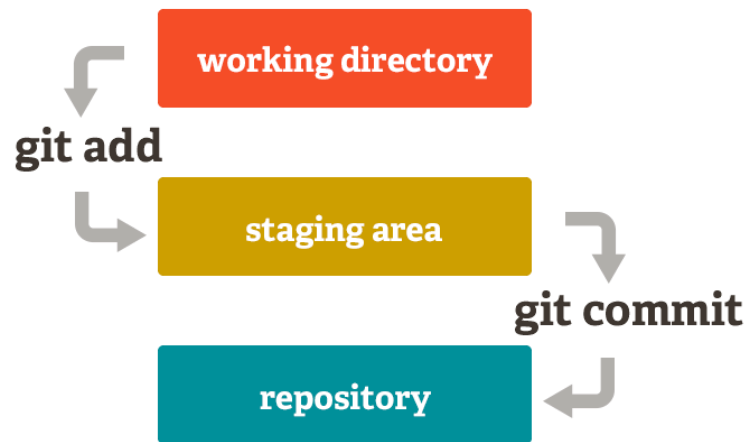 working directory
git add
staging area
git commit
repository